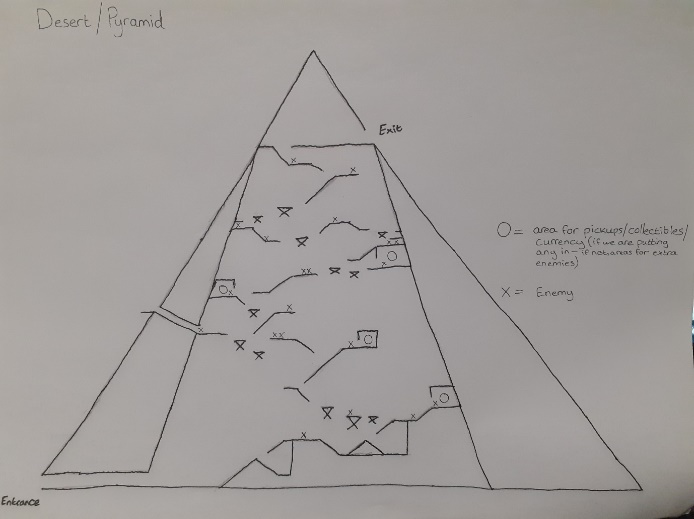 Desert/Pyramid
Exit
O = area for pickups/collectibles/
currency (if we are putting
any in - if not areas for extra
enemies)
X = Enemy
Entrance